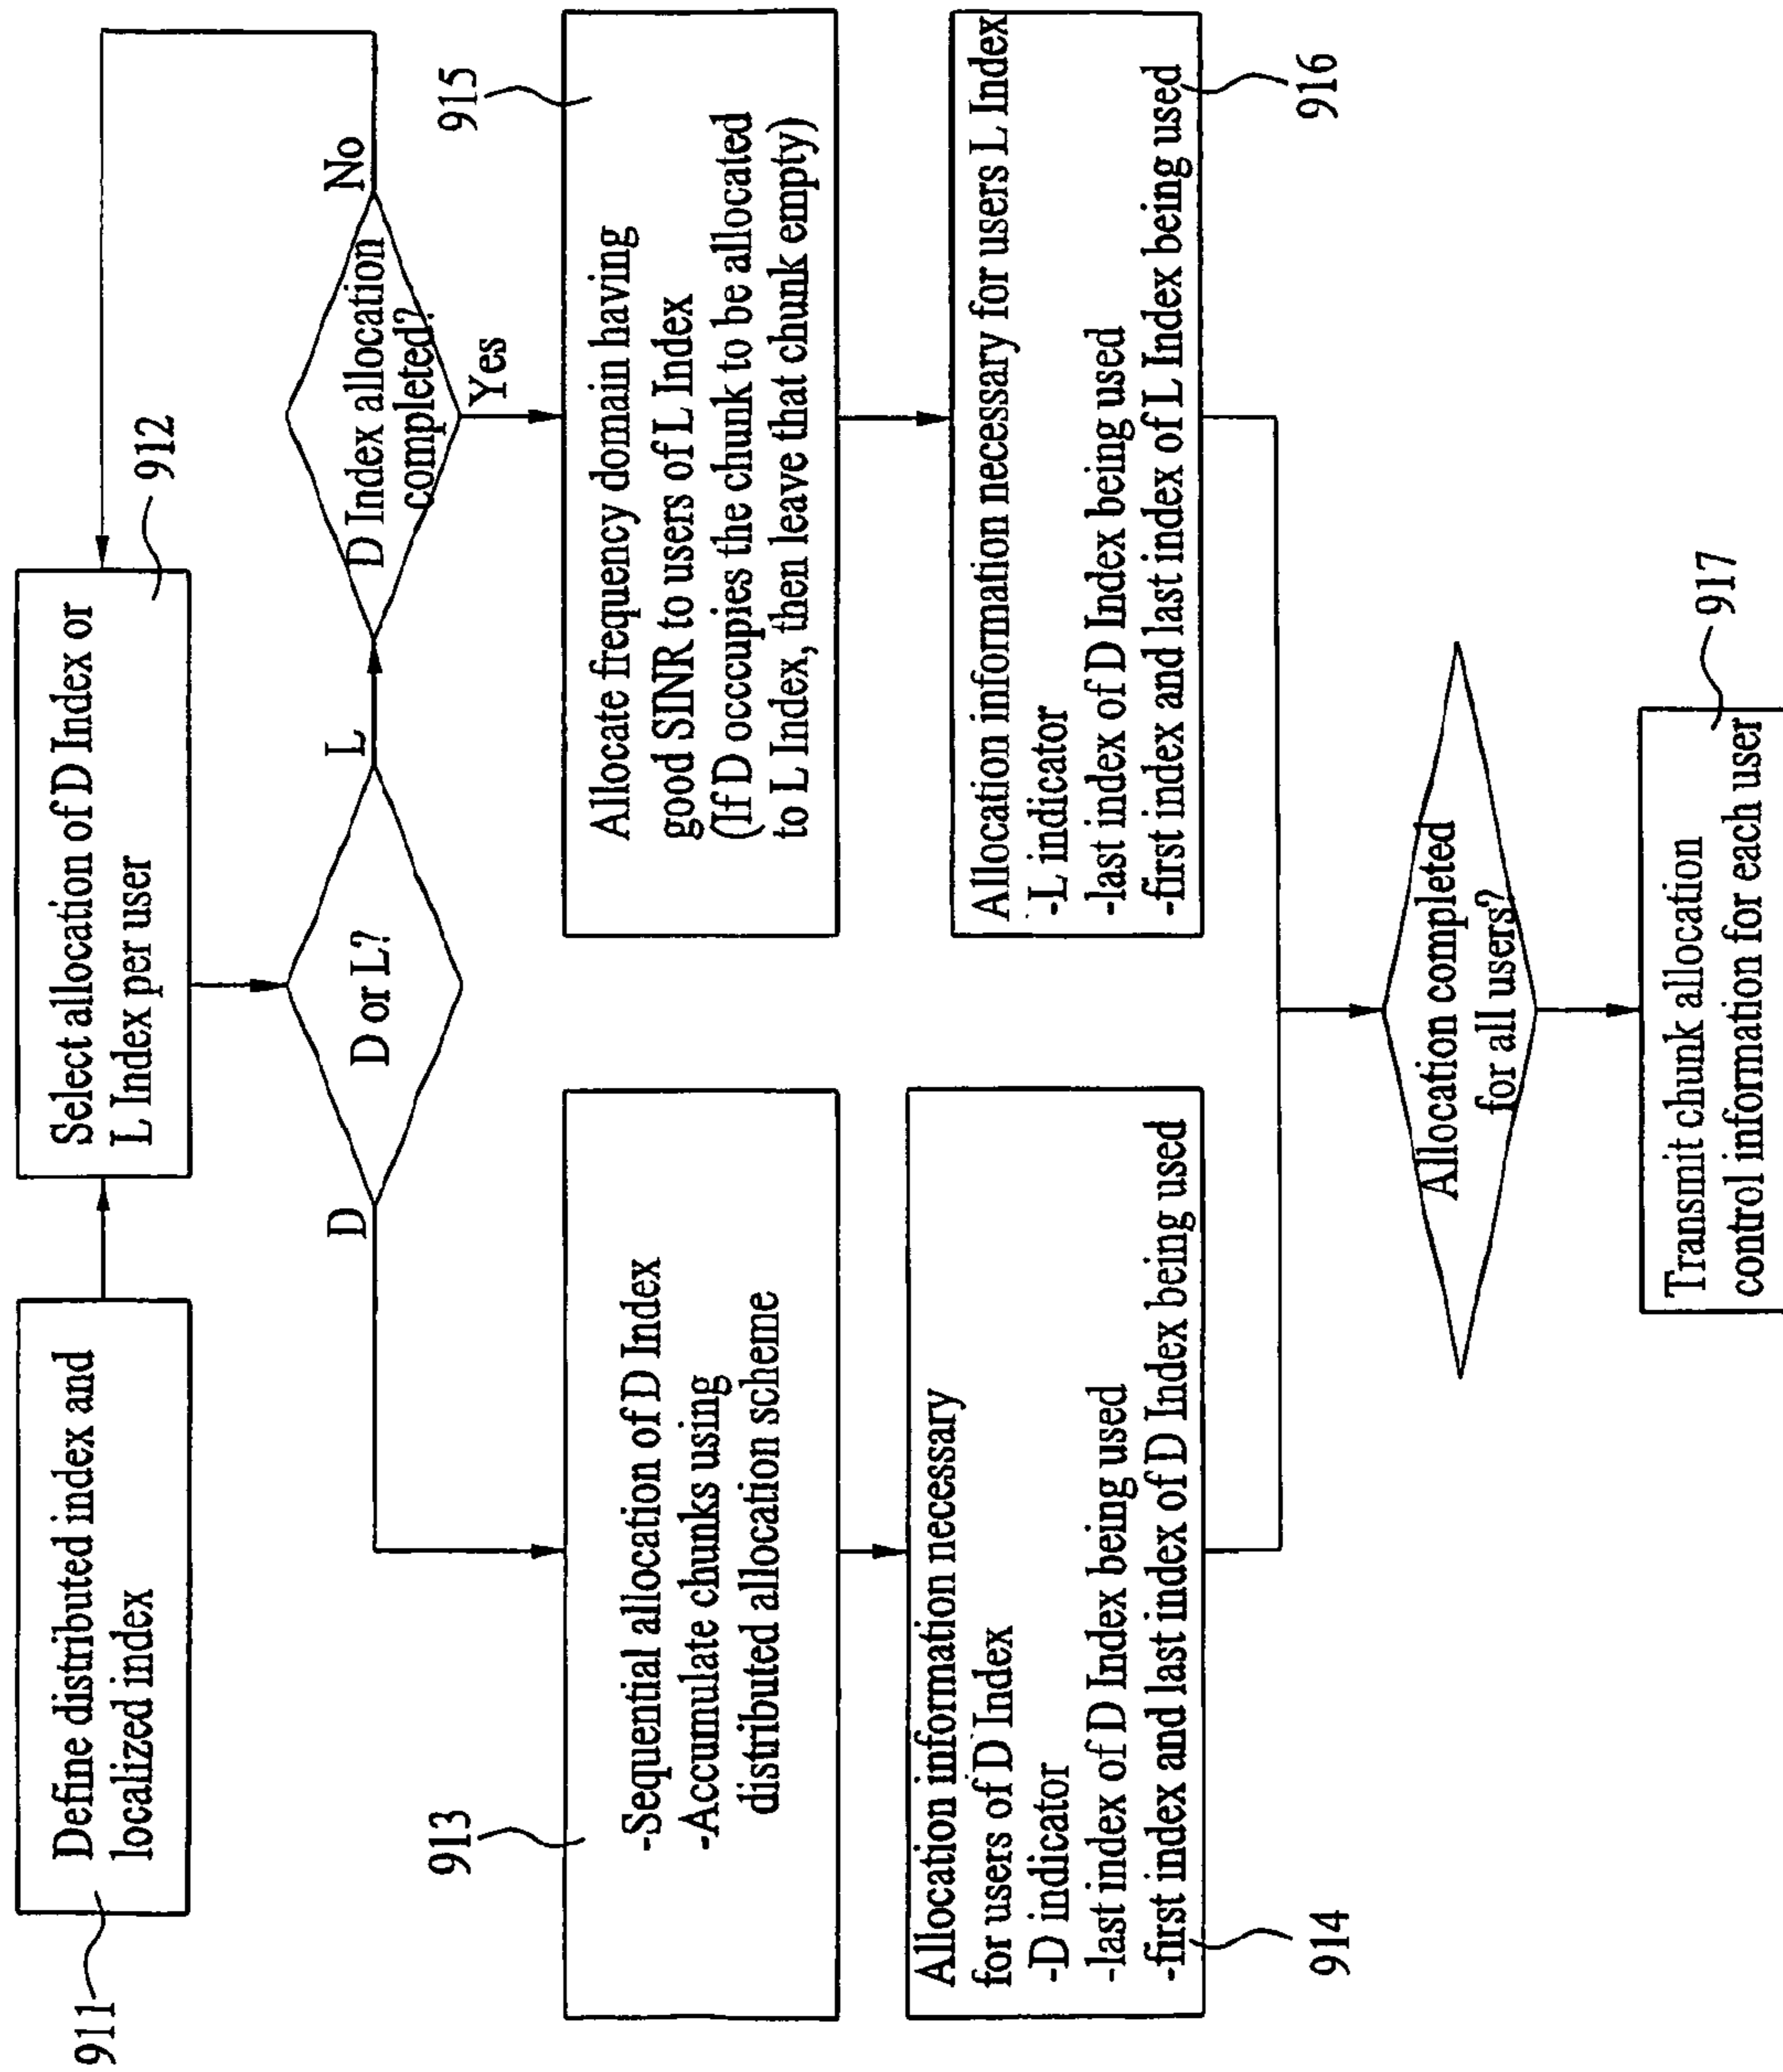 911
Define distributed index and
localized index
Select allocation of D Index or
L Index per user
912
D or L?
D
L
D Index allocation
completed?
No
Yes
913
-Sequential allocation of D Index
-Accumulate chunks using
distributed allocation scheme
915
Allocate frequency domain having
good SINR to users of L Index
(If D occupies the chunk to be allocated
to L Index, then leave that chunk empty)
Allocation information necessary
for users of D Index
-D indicator
-last index of D Index being used
-first index and last index of D Index being used
914
Allocation information necessary for users L Index
-L indicator
-last index of D Index being used
-first index and last index of L Index being used
916
Allocation completed
for all users?
917
Transmit chunk allocation
control information for each user